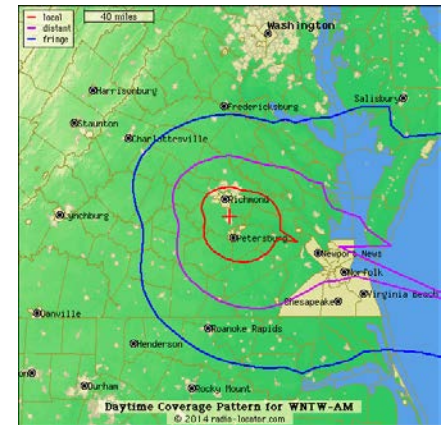 local
distant
fringe
40 miles
Washington
Harrisonburg
Fredericksburg
Salisbury
Staunton
Charlottesville
Richmond
Lynchburg
Petersburg
Newport News
Norfolk
Chesapeake
Virginia Beach
Danville
Roanoke Rapids
Henderson
Durham
Rocky Mount
Daytime Coverage Pattern for WNTW-AM
© 2014 radio-locator.com